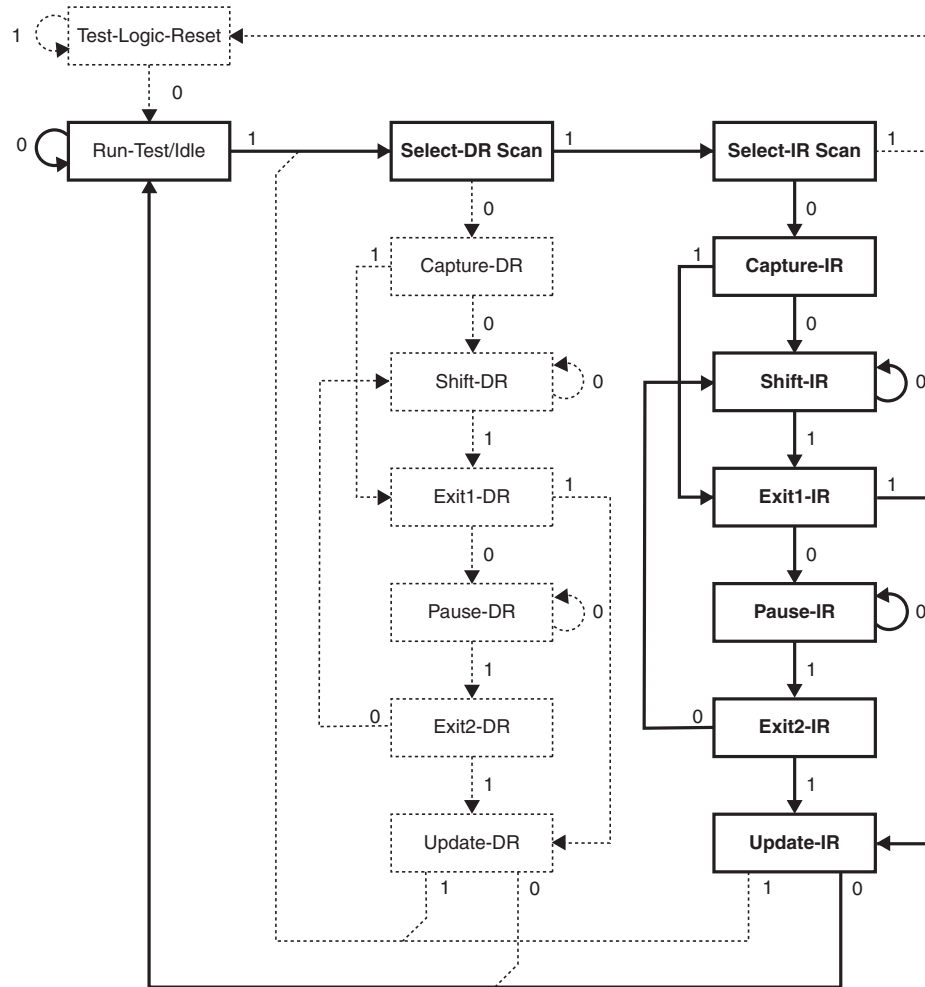 1
Test-Logic-Reset
0
0
Run-Test/Idle
1
Select-DR Scan
1
Select-IR Scan
1
0
0
1
Capture-DR
1
Capture-IR
0
0
Shift-DR
0
Shift-IR
0
1
1
Exit1-DR
1
Exit1-IR
1
0
0
Pause-DR
0
Pause-IR
0
1
1
0
Exit2-DR
0
Exit2-IR
1
1
Update-DR
Update-IR
1
0
1
0